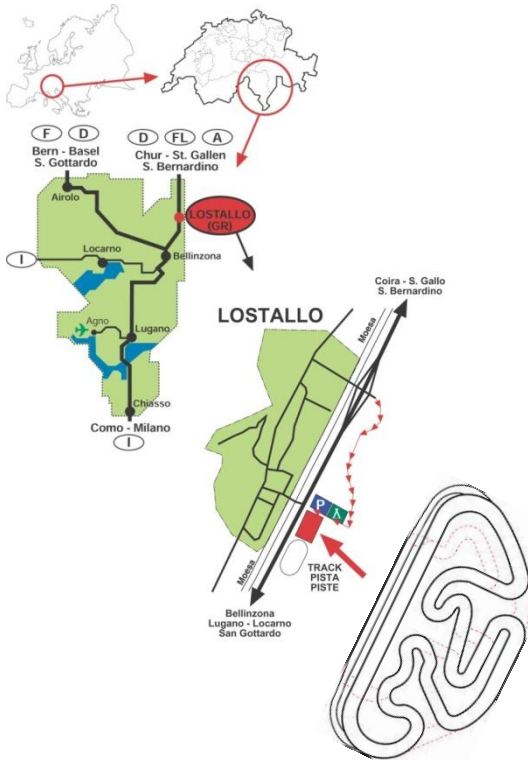 F D
Bern - Basel
S. Gottardo
D FL A
Chur - St. Gallen
S. Bernardino
Airolo
LOSTALLO
(GR)
Locarno
I
Bellinzona
Agno
Lugano
Chiasso
Como - Milano
I
Coira - S. Gallo
S. Bernardino
LOSTALLO
Moesa
P
TRACK
PISTA
PISTE
Moesa
Bellinzona
Lugano - Locarno
San Gottardo